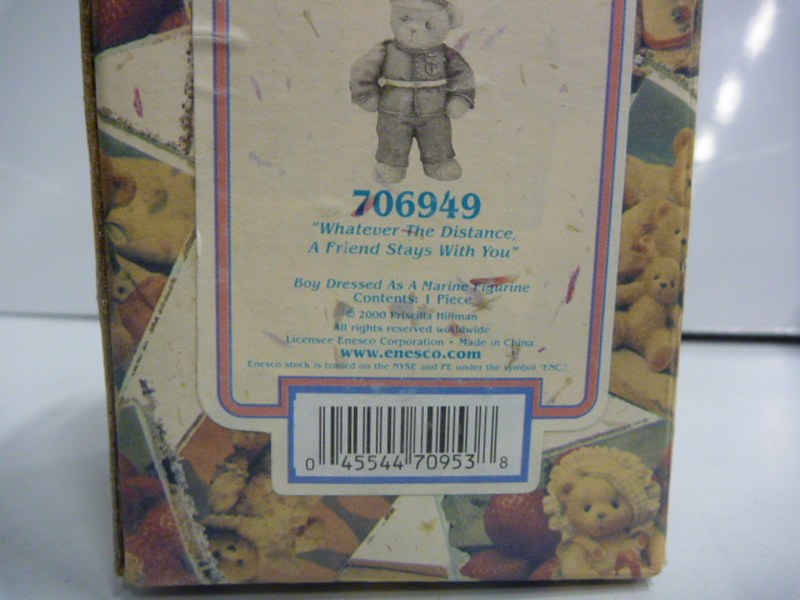 706949
"Whatever The Distance,
A Friend Stays With You"
Boy Dressed As A Marine Figurine
Contents: 1 Piece
© 2000 Priscilla Hillman
All rights reserved worldwide
Licensee Enesco Corporation • Made in China
www.enesco.com
Enesco stock is traded on the NYSE and PE under the symbol "ENC."
0 45544 70953 8